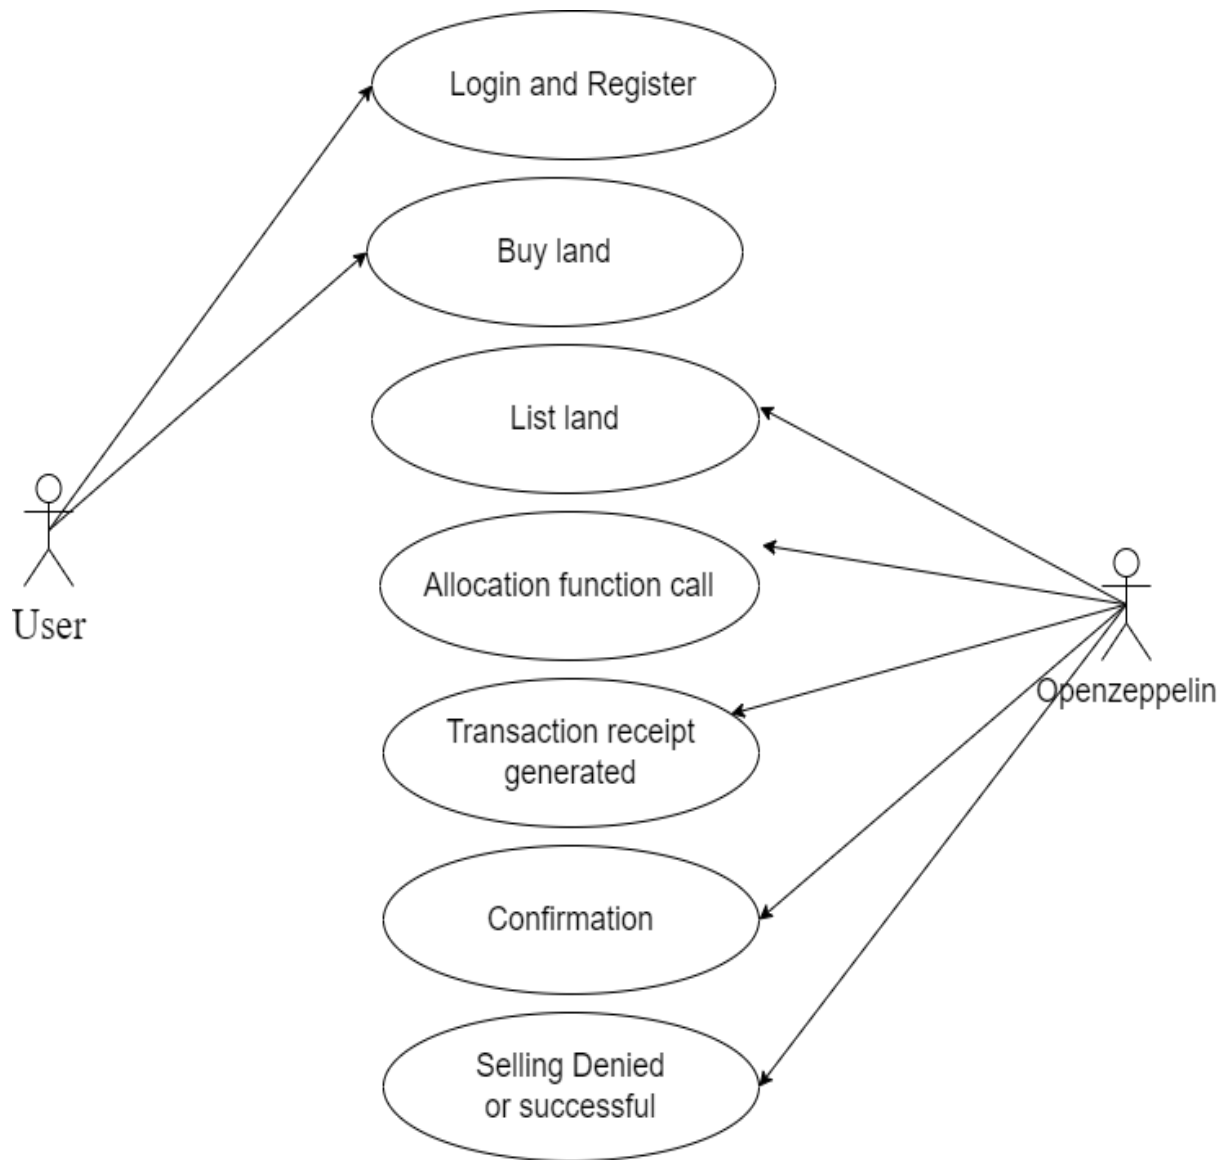 Login and Register
Buy land
List land
Allocation function call
User
Openzeppelin
Transaction receipt
generated
Confirmation
Selling Denied
or successful